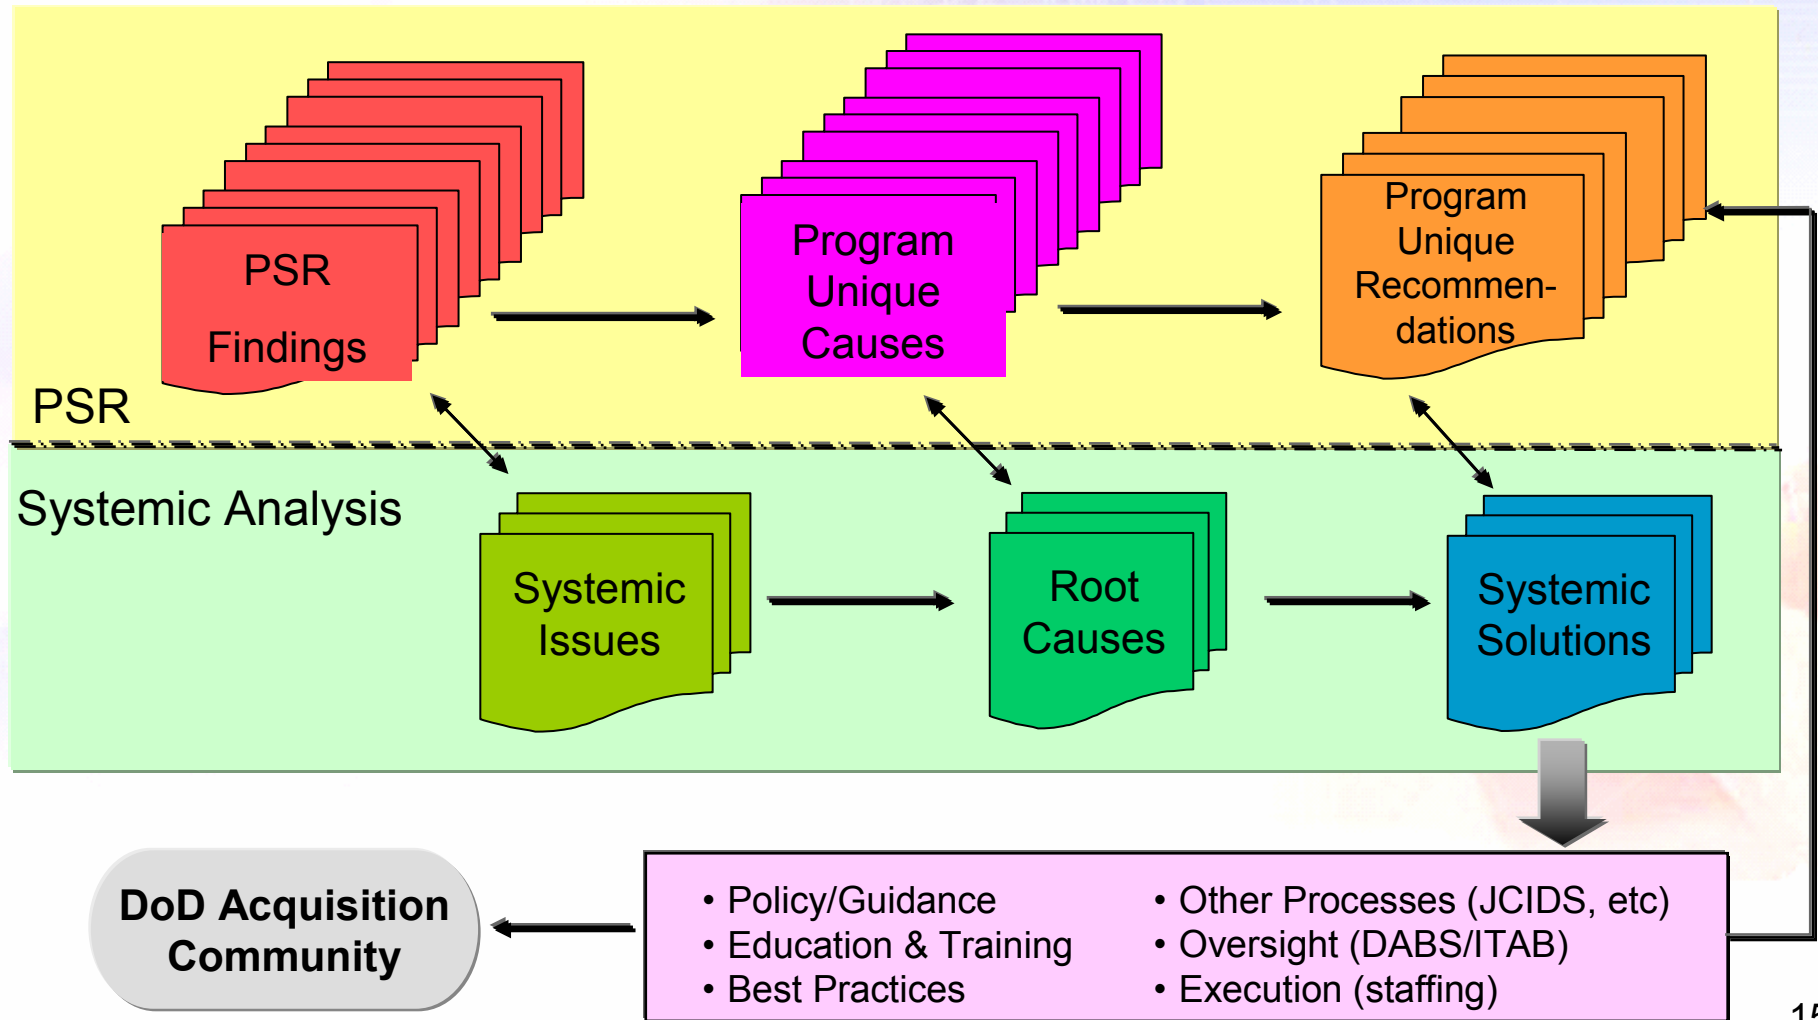 PSR
Findings
Program
Unique
Causes
Program
Unique
Recommen-
dations
PSR
Systemic Analysis
Systemic
Issues
Root
Causes
Systemic
Solutions
DoD Acquisition
Community
• Policy/Guidance
• Education & Training
• Best Practices
• Other Processes (JCIDS, etc)
• Oversight (DABS/ITAB)
• Execution (staffing)
15